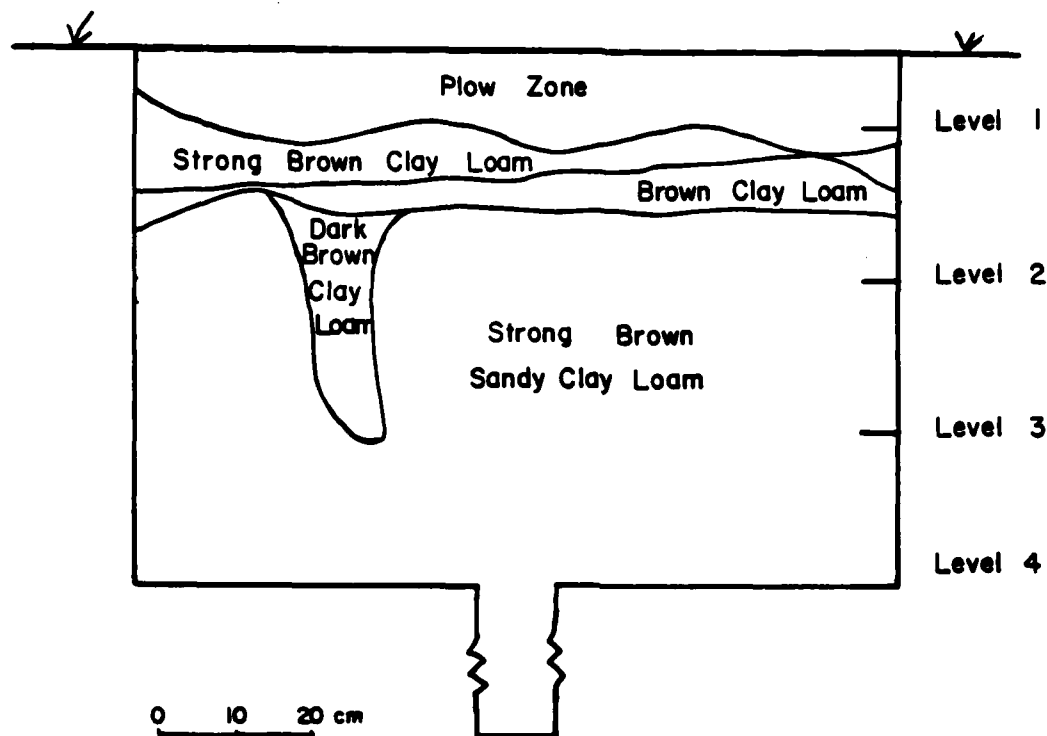 Plow Zone
Level 1
Strong Brown Clay Loam
Brown Clay Loam
Dark
Brown
Clay
Loam
Level 2
Strong Brown
Sandy Clay Loam
Level 3
Level 4
0 10 20 cm